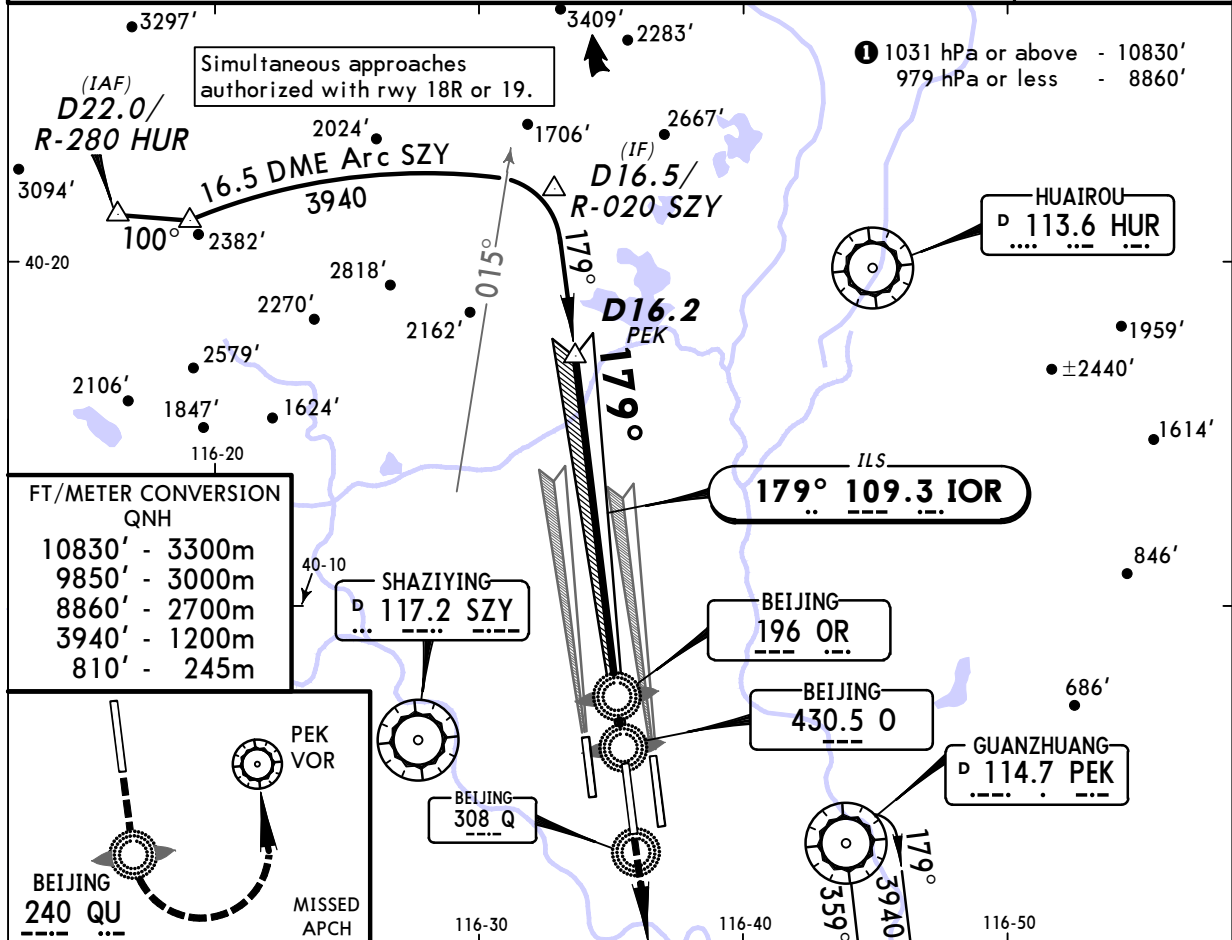 3297'
3409'
2283'
Simultaneous approaches
authorized with rwy 18R or 19.
❶ 1031 hPa or above - 10830'
979 hPa or less - 8860'
(IAF)
D22.0/
R-280 HUR
2024'
1706'
2667'
(IF)
D16.5/
R-020 SZY
16.5 DME Arc SZY
3940
3094'
100°
2382'
HUAIROU
D 113.6 HUR
40-20
015°
179°
2818'
2270'
2162'
D16.2
PEK
179°
1959'
±2440'
2579'
2106'
1847'
1624'
1614'
116-20
ILS
179° 109.3 IOR
FT/METER CONVERSION
QNH
10830' - 3300m
9850' - 3000m
8860' - 2700m
3940' - 1200m
810' - 245m
40-10
846'
SHAZIYING
D 117.2 SZY
BEIJING
196 OR
BEIJING
430.5 O
686'
GUANZHUANG
D 114.7 PEK
BEIJING
308 Q
PEK
VOR
BEIJING
240 QU
MISSED
APCH
179°
359°
3940
116-30
116-40
116-50